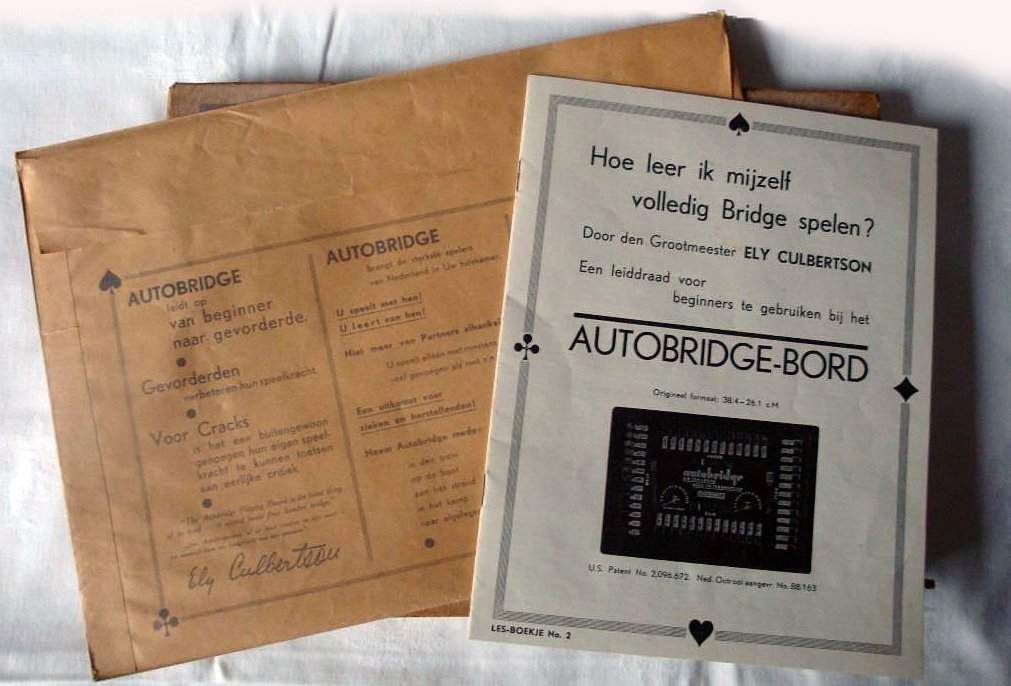 AUTOBRIDGE
leidt op
van beginner
naar gevorderde.
Gevorderden
verbeteren hun speelkracht.
Voor Cracks
is het een buitengewoon
genoegen hun eigen speel-
kracht te kunnen toetsen
aan eerlijke critiek.
Ely Culbertson
AUTOBRIDGE
brengt de sterkste spelers
van Nederland in Uw huiskamer.
U speelt met hen!
U leert van hen!
Niet meer van Partners afhankel
Een uitkomst voor
zieken en herstellenden!
Neem Autobridge mede:
in den trein
op de boot
aan het strand
in het kamp
Hoe leer ik mijzelf
volledig Bridge spelen?
Door den Grootmeester ELY CULBERTSON
Een leiddraad voor
beginners te gebruiken bij het
AUTOBRIDGE-BORD
Origineel formaat: 38.4–26.1 c.M.
autobridge
U.S. Patent No. 2,096.672. Ned. Octrooiaangevr. No. 88163
LES-BOEKJE No. 2